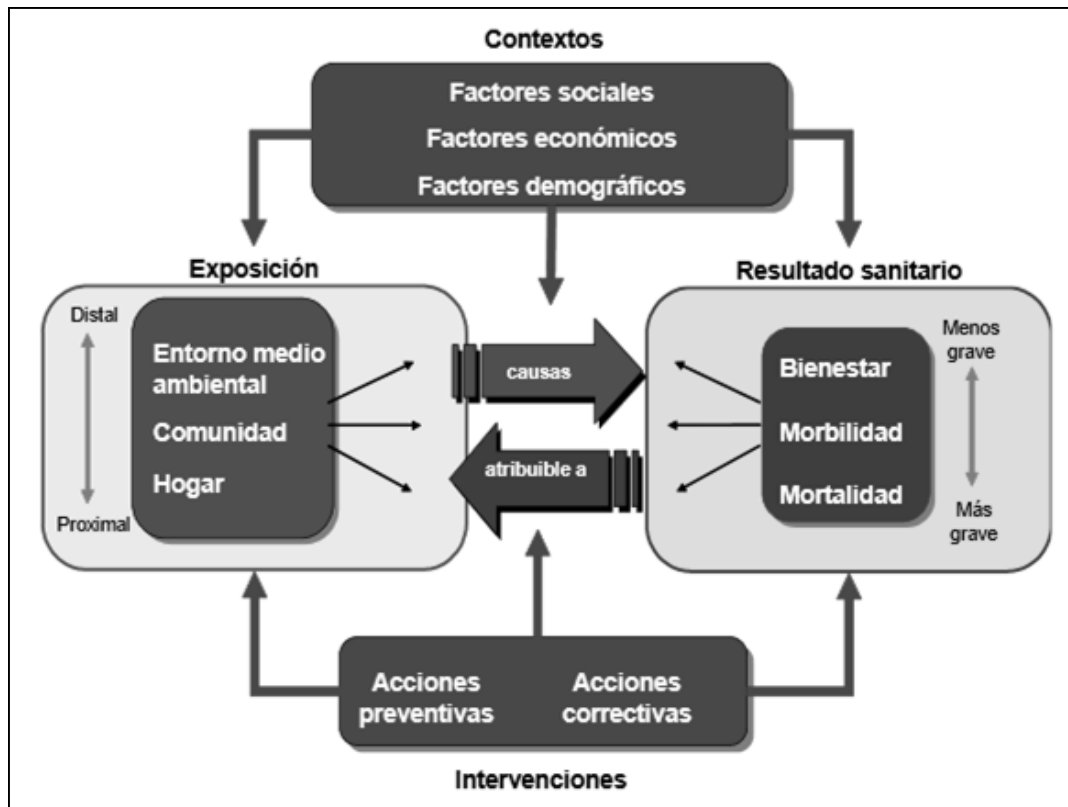 Contextos
Factores sociales
Factores económicos
Factores demográficos
Exposición
Distal
Proximal
Entorno medio
ambiental
Comunidad
Hogar
causas
atribuible a
Resultado sanitario
Bienestar
Morbilidad
Mortalidad
Menos
grave
Más
grave
Acciones
preventivas
Acciones
correctivas
Intervenciones